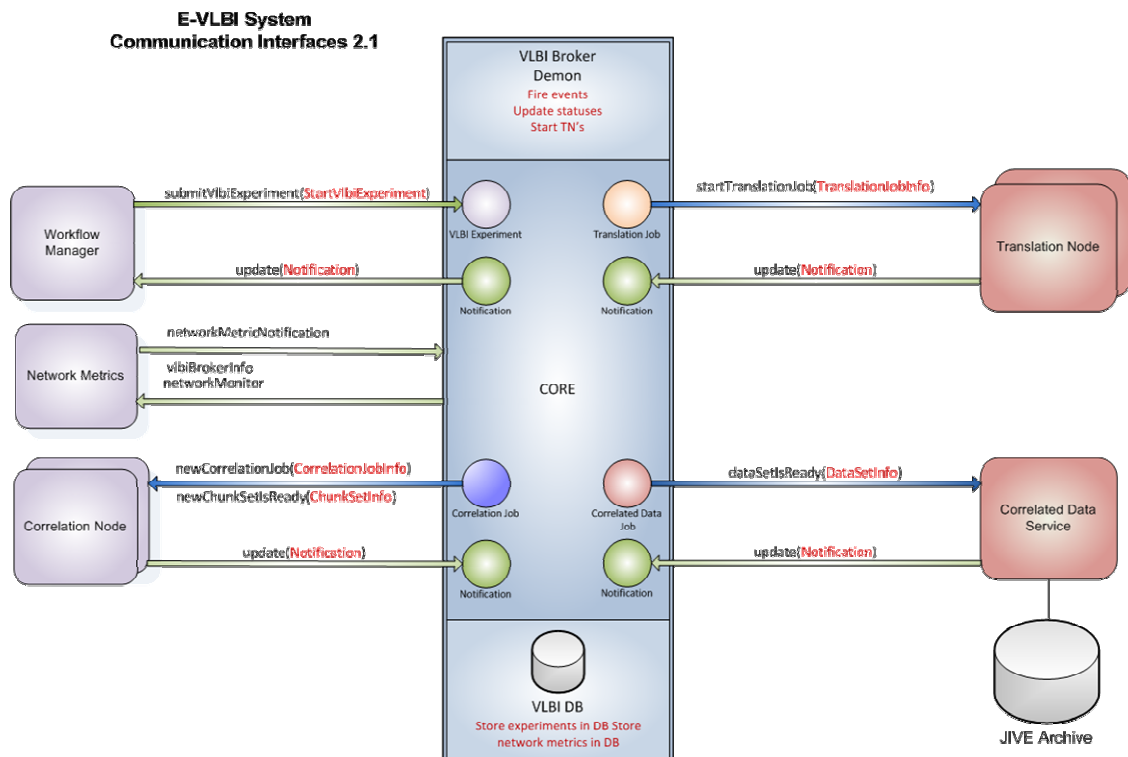 E-VLBI System
Communication Interfaces 2.1
VLBI Broker
Demon
Fire events
Update statuses
Start TN's
submitVlbiExperiment(StartVlbiExperiment)
startTranslationJob(TranslationJobInfo)
Workflow
Manager
VLBI Experiment
Translation Job
Translation Node
update(Notification)
update(Notification)
Notification
Notification
networkMetricNotification
Network Metrics
vlbiBrokerInfo
networkMonitor
CORE
newCorrelationJob(CorrelationJobInfo)
dataSetIsReady(DataSetInfo)
newChunkSetIsReady(ChunkSetInfo)
Correlation Node
Correlation Job
Correlated Data
Job
Correlated Data
Service
update(Notification)
update(Notification)
Notification
Notification
VLBI DB
Store experiments in DB Store
network metrics in DB
JIVE Archive